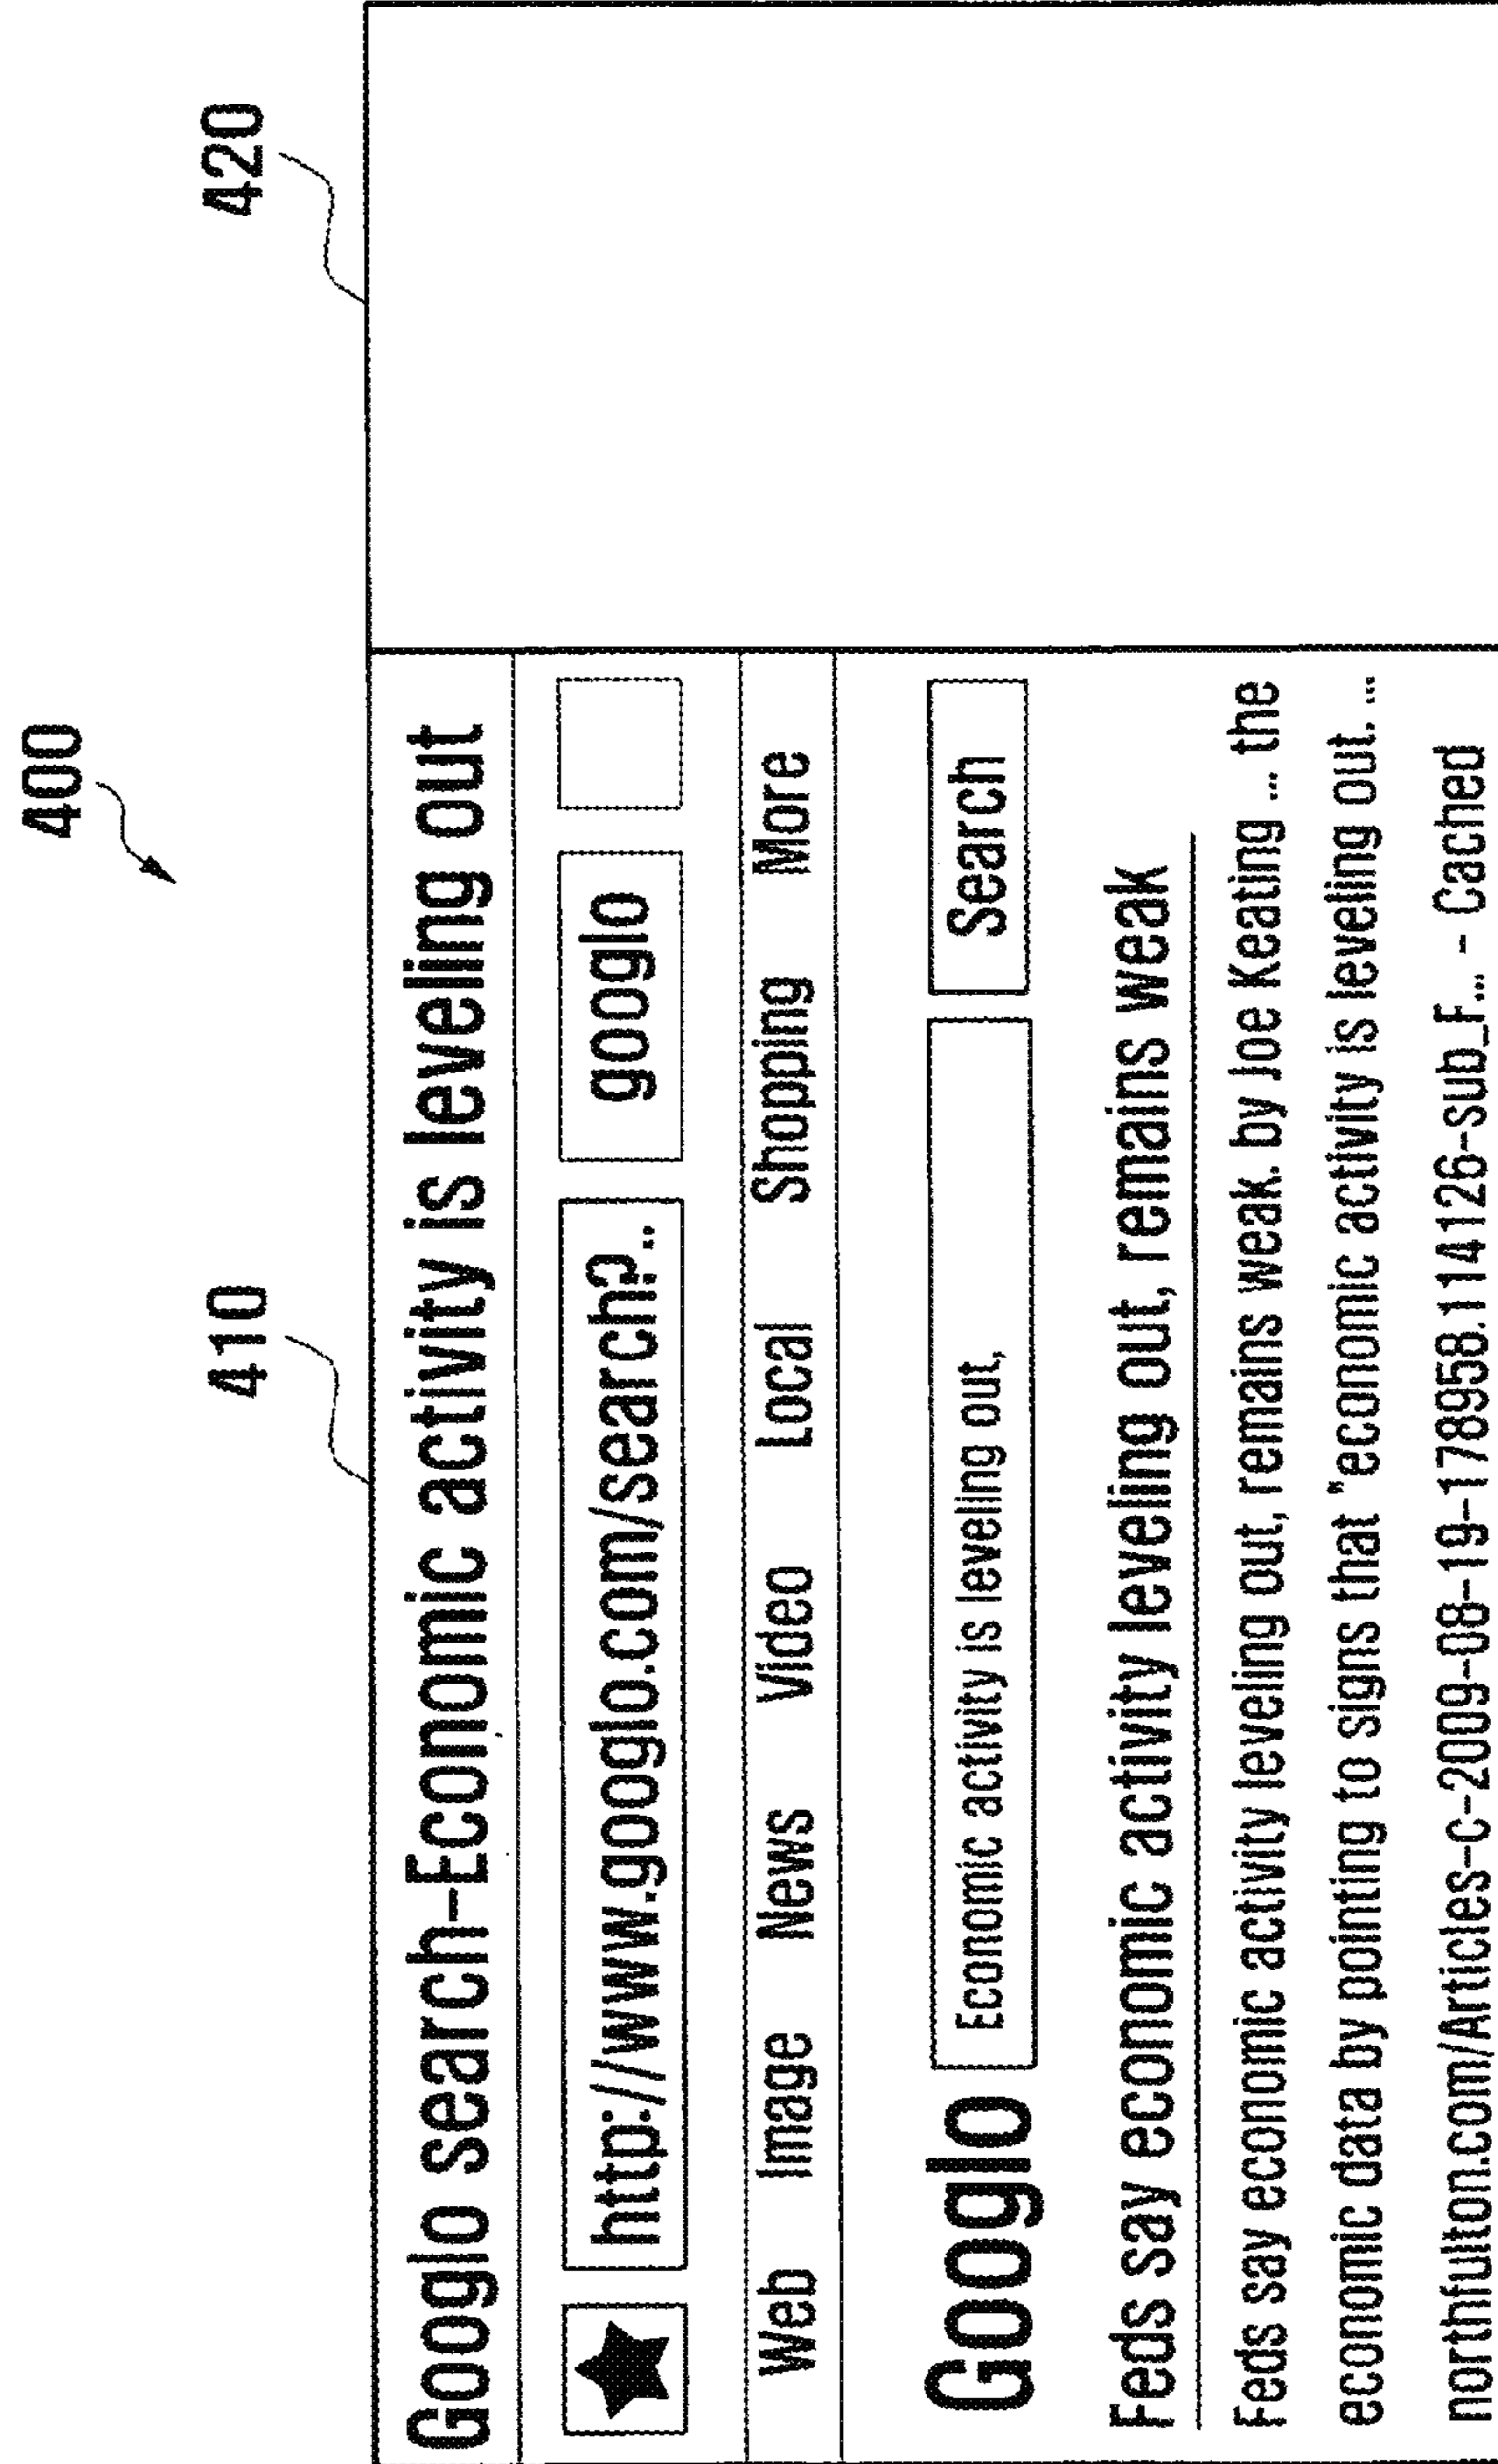 400
410
420
Googlo search-Economic activity is leveling out
http://www.googlo.com/search?..
googlo
Web Image News Video Local Shopping More
Googlo
Economic activity is leveling out,
Search
Feds say economic activity leveling out, remains weak
Feds say economic activity leveling out, remains weak. by Joe Keating ... the
economic data by pointing to signs that "economic activity is leveling out. ...
northfulton.com/Articles-c-2009-08-19-178958.114126-sub_F... - Cached